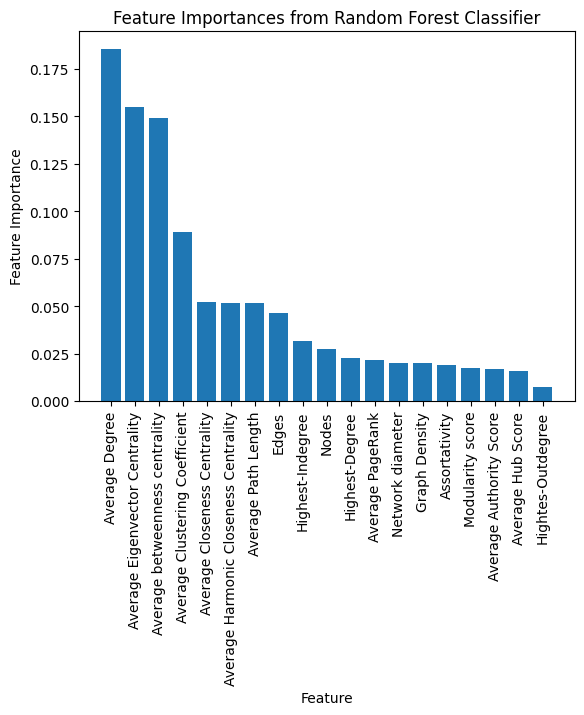 Feature Importances from Random Forest Classifier
Feature Importance
0.175
0.150
0.125
0.100
0.075
0.050
0.025
0.000
Average Degree
Average Eigenvector Centrality
Average betweenness centrality
Average Clustering Coefficient
Average Closeness Centrality
Average Harmonic Closeness Centrality
Average Path Length
Edges
Highest-Indegree
Nodes
Highest-Degree
Average PageRank
Network diameter
Graph Density
Assortativity
Modularity score
Average Authority Score
Average Hub Score
Hightes-Outdegree
Feature